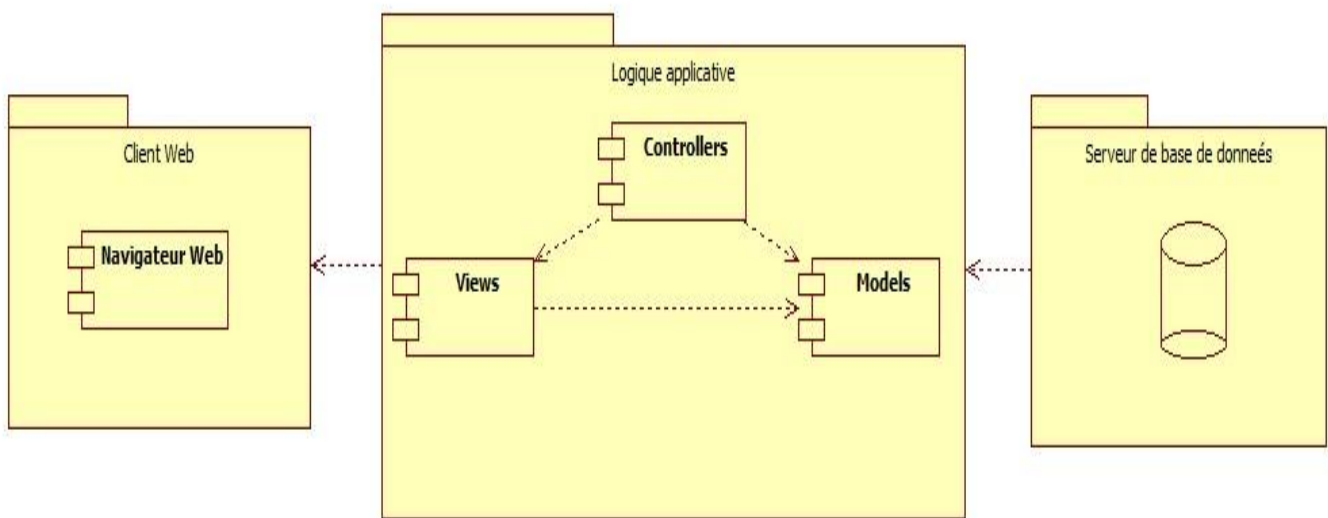 Logique applicative
Client Web
Controllers
Serveur de base de donneés
Navigateur Web
Views
Models